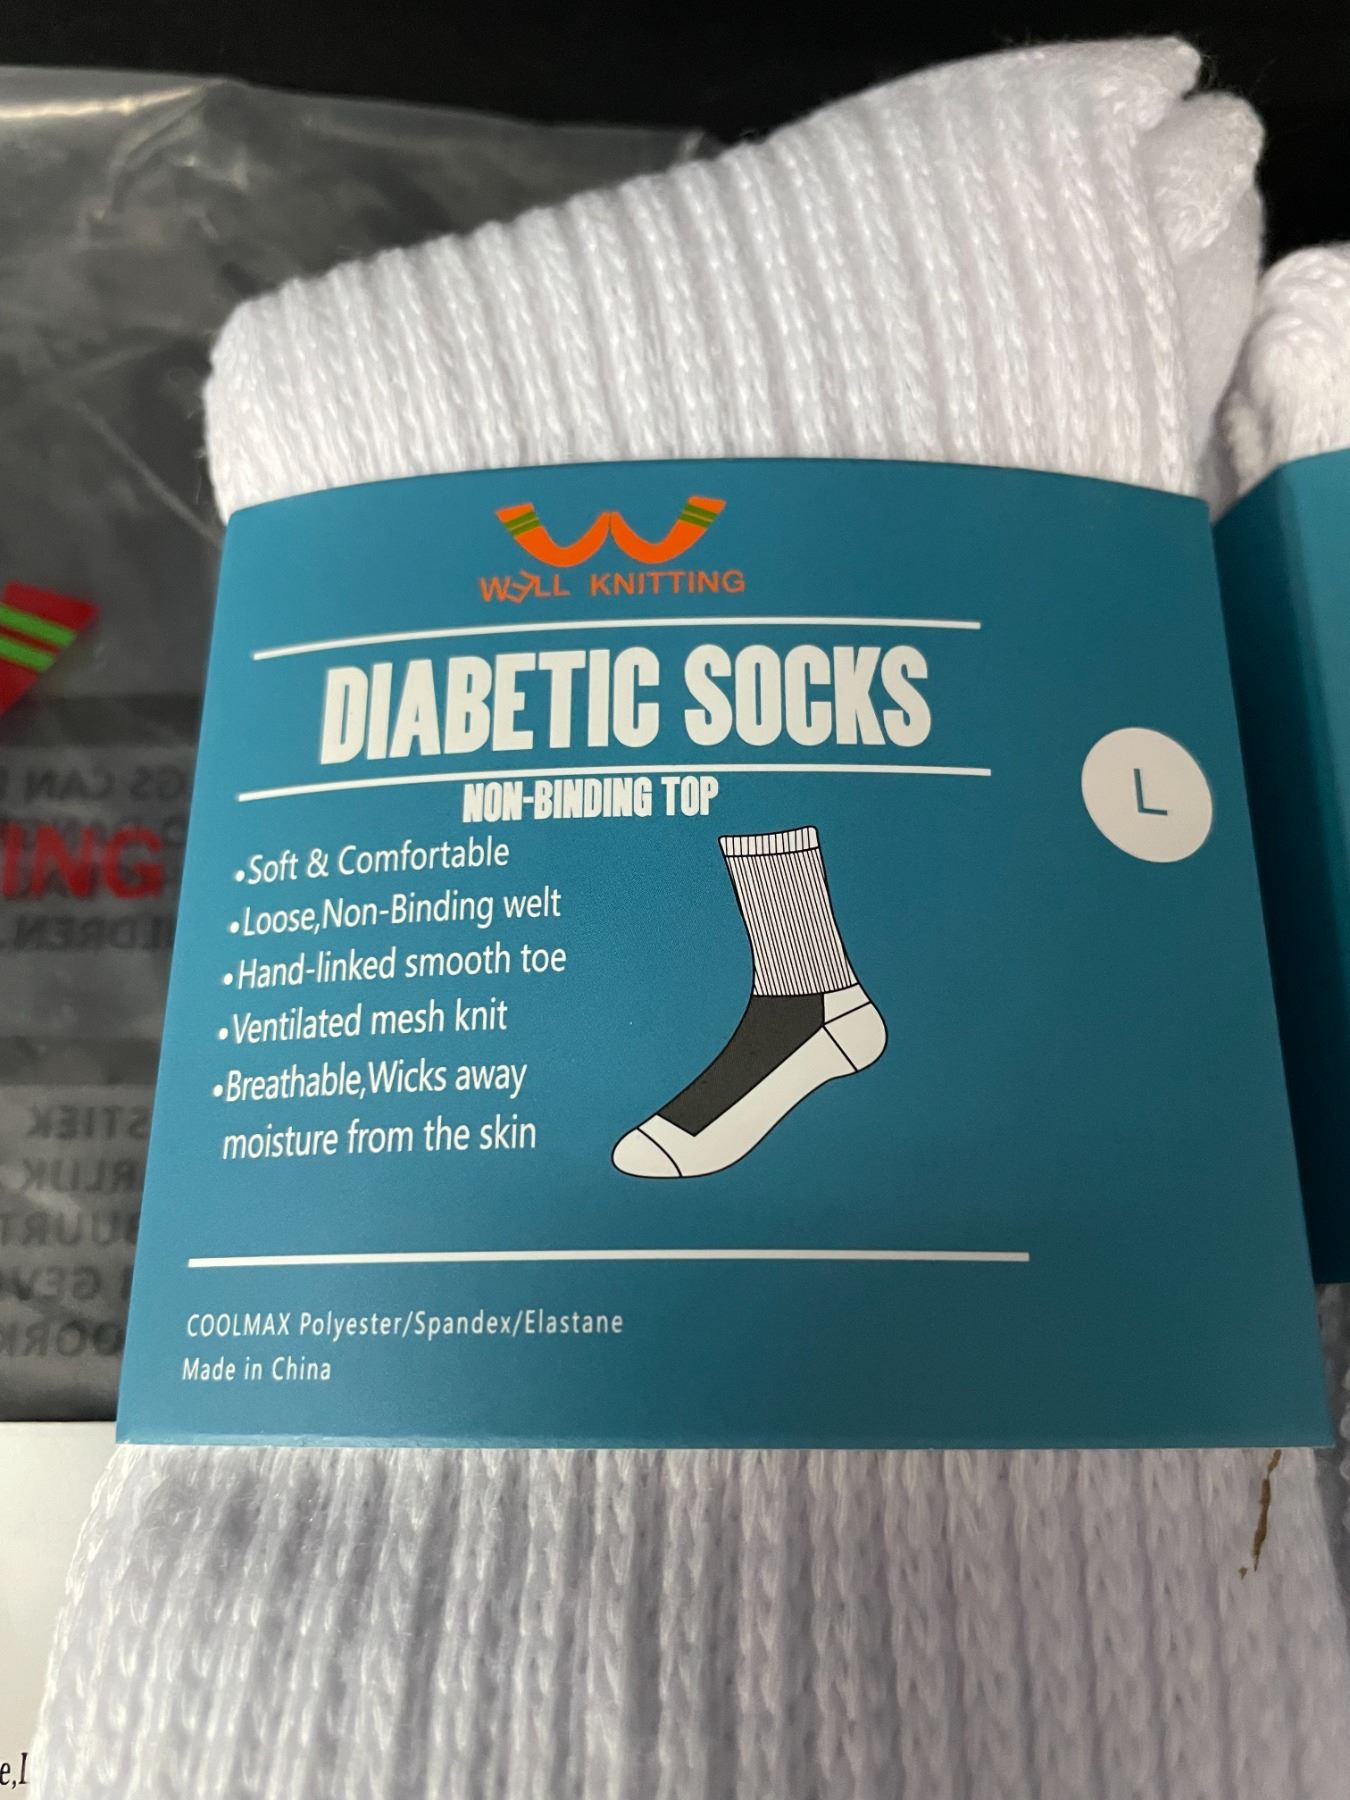 WELL KNITTING
DIABETIC SOCKS
NON-BINDING TOP
•Soft & Comfortable
•Loose,Non-Binding welt
•Hand-linked smooth toe
•Ventilated mesh knit
•Breathable,Wicks away
moisture from the skin
L
COOLMAX Polyester/Spandex/Elastane
Made in China